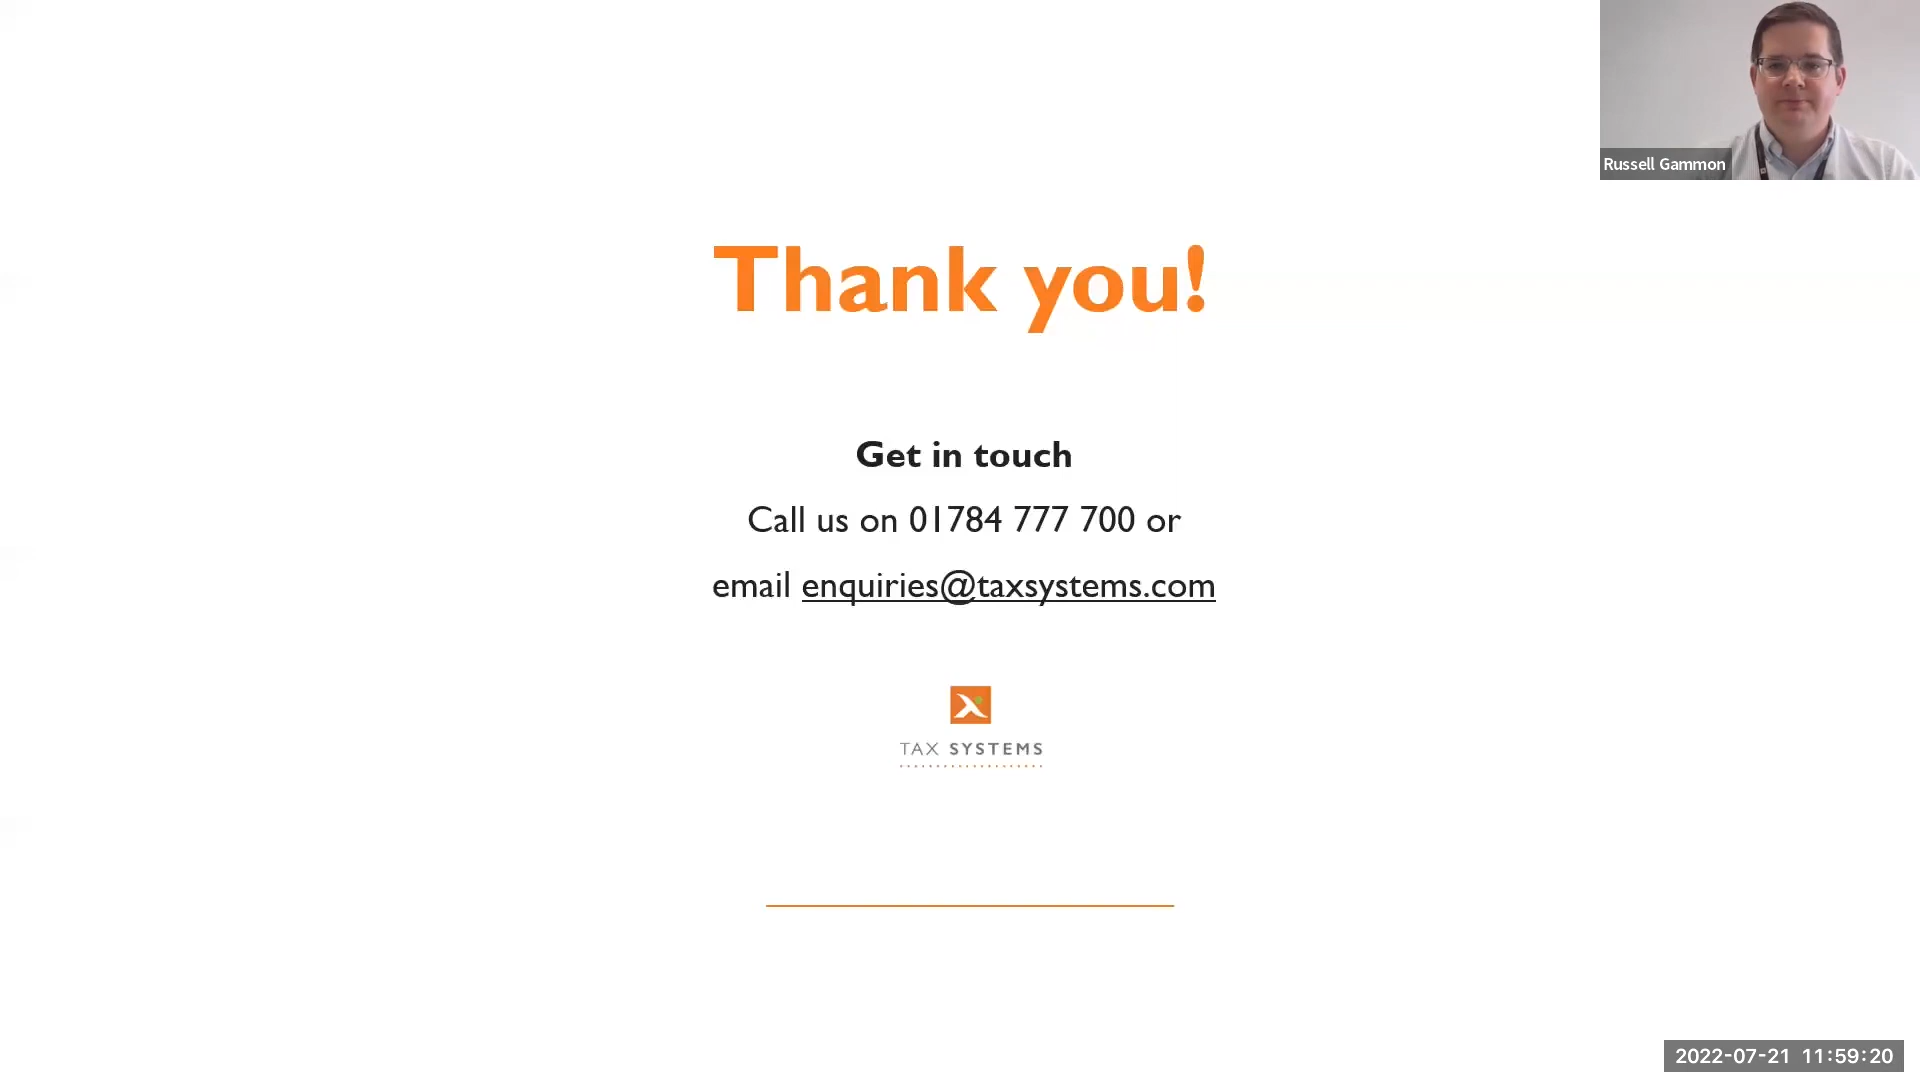 Russell Gammon
Thank you!
Get in touch
Call us on 01784 777 700 or
email enquiries@taxsystems.com
TAX SYSTEMS
2022-07-21 11:59:20